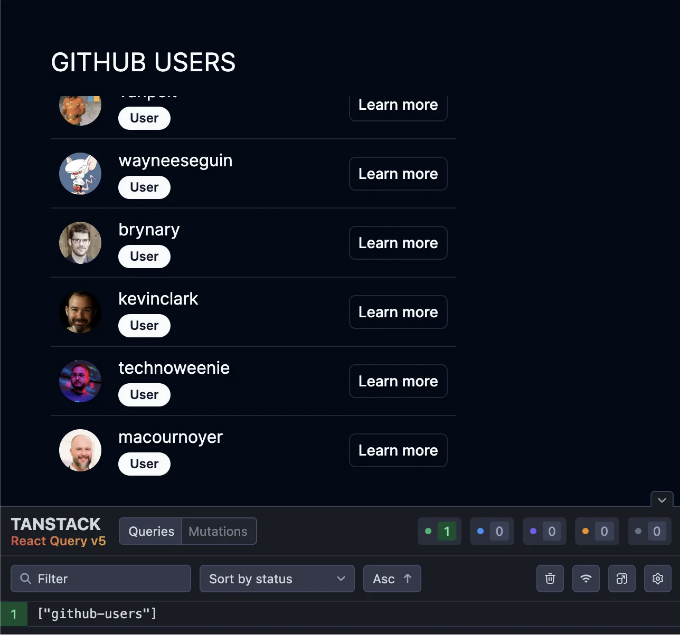 GITHUB USERS
Learn more
User
wayneeseguin
User
Learn more
brynary
User
Learn more
kevinclark
User
Learn more
technoweenie
User
Learn more
macournoyer
User
Learn more
TANSTACK
React Query v5
Queries
Mutations
1
0
0
0
0
Filter
Sort by status
Asc ↑
1
["github-users"]